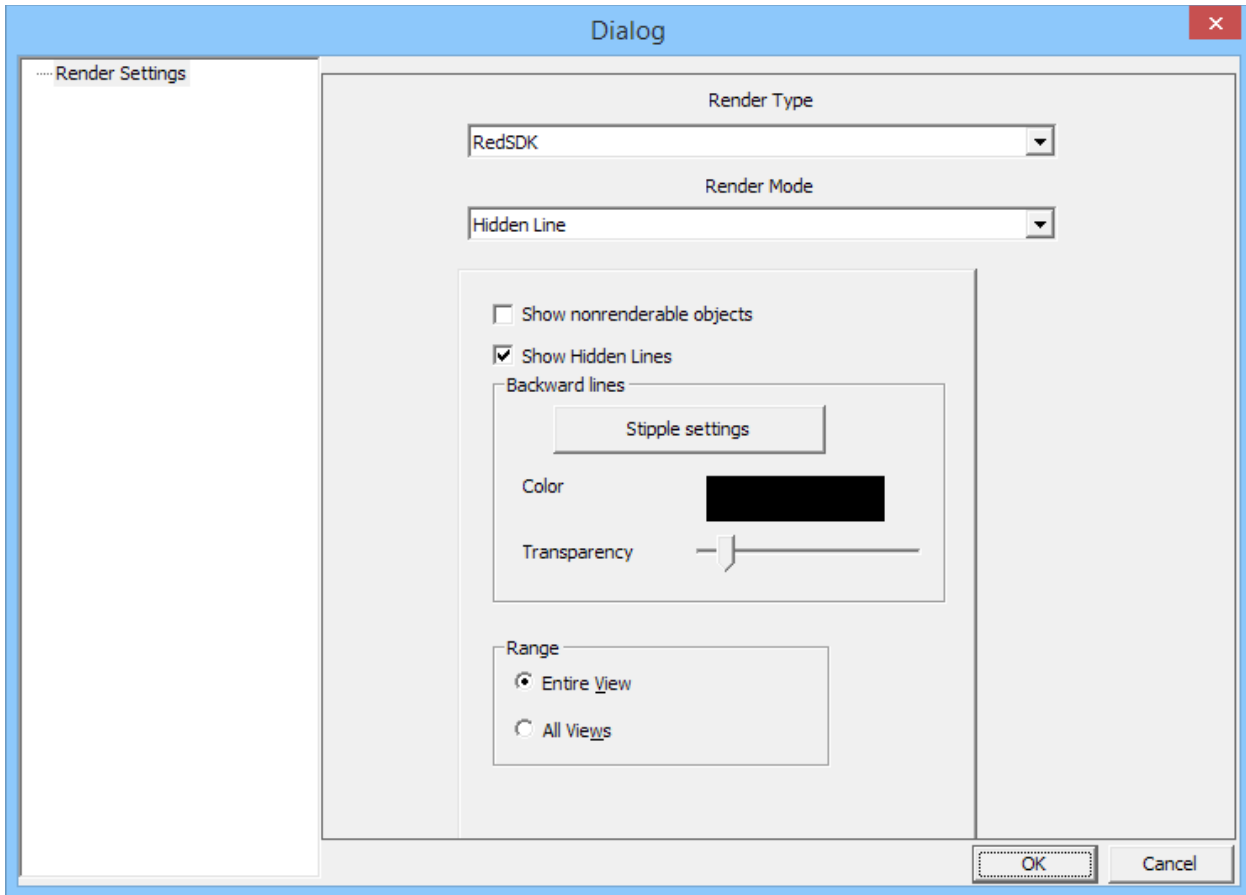 Dialog
Render Settings
Render Type
RedSDK
Render Mode
Hidden Line
Show nonrenderable objects
Show Hidden Lines
Backward lines
Stipple settings
Color
Transparency
Range
Entire View
All Views
OK
Cancel